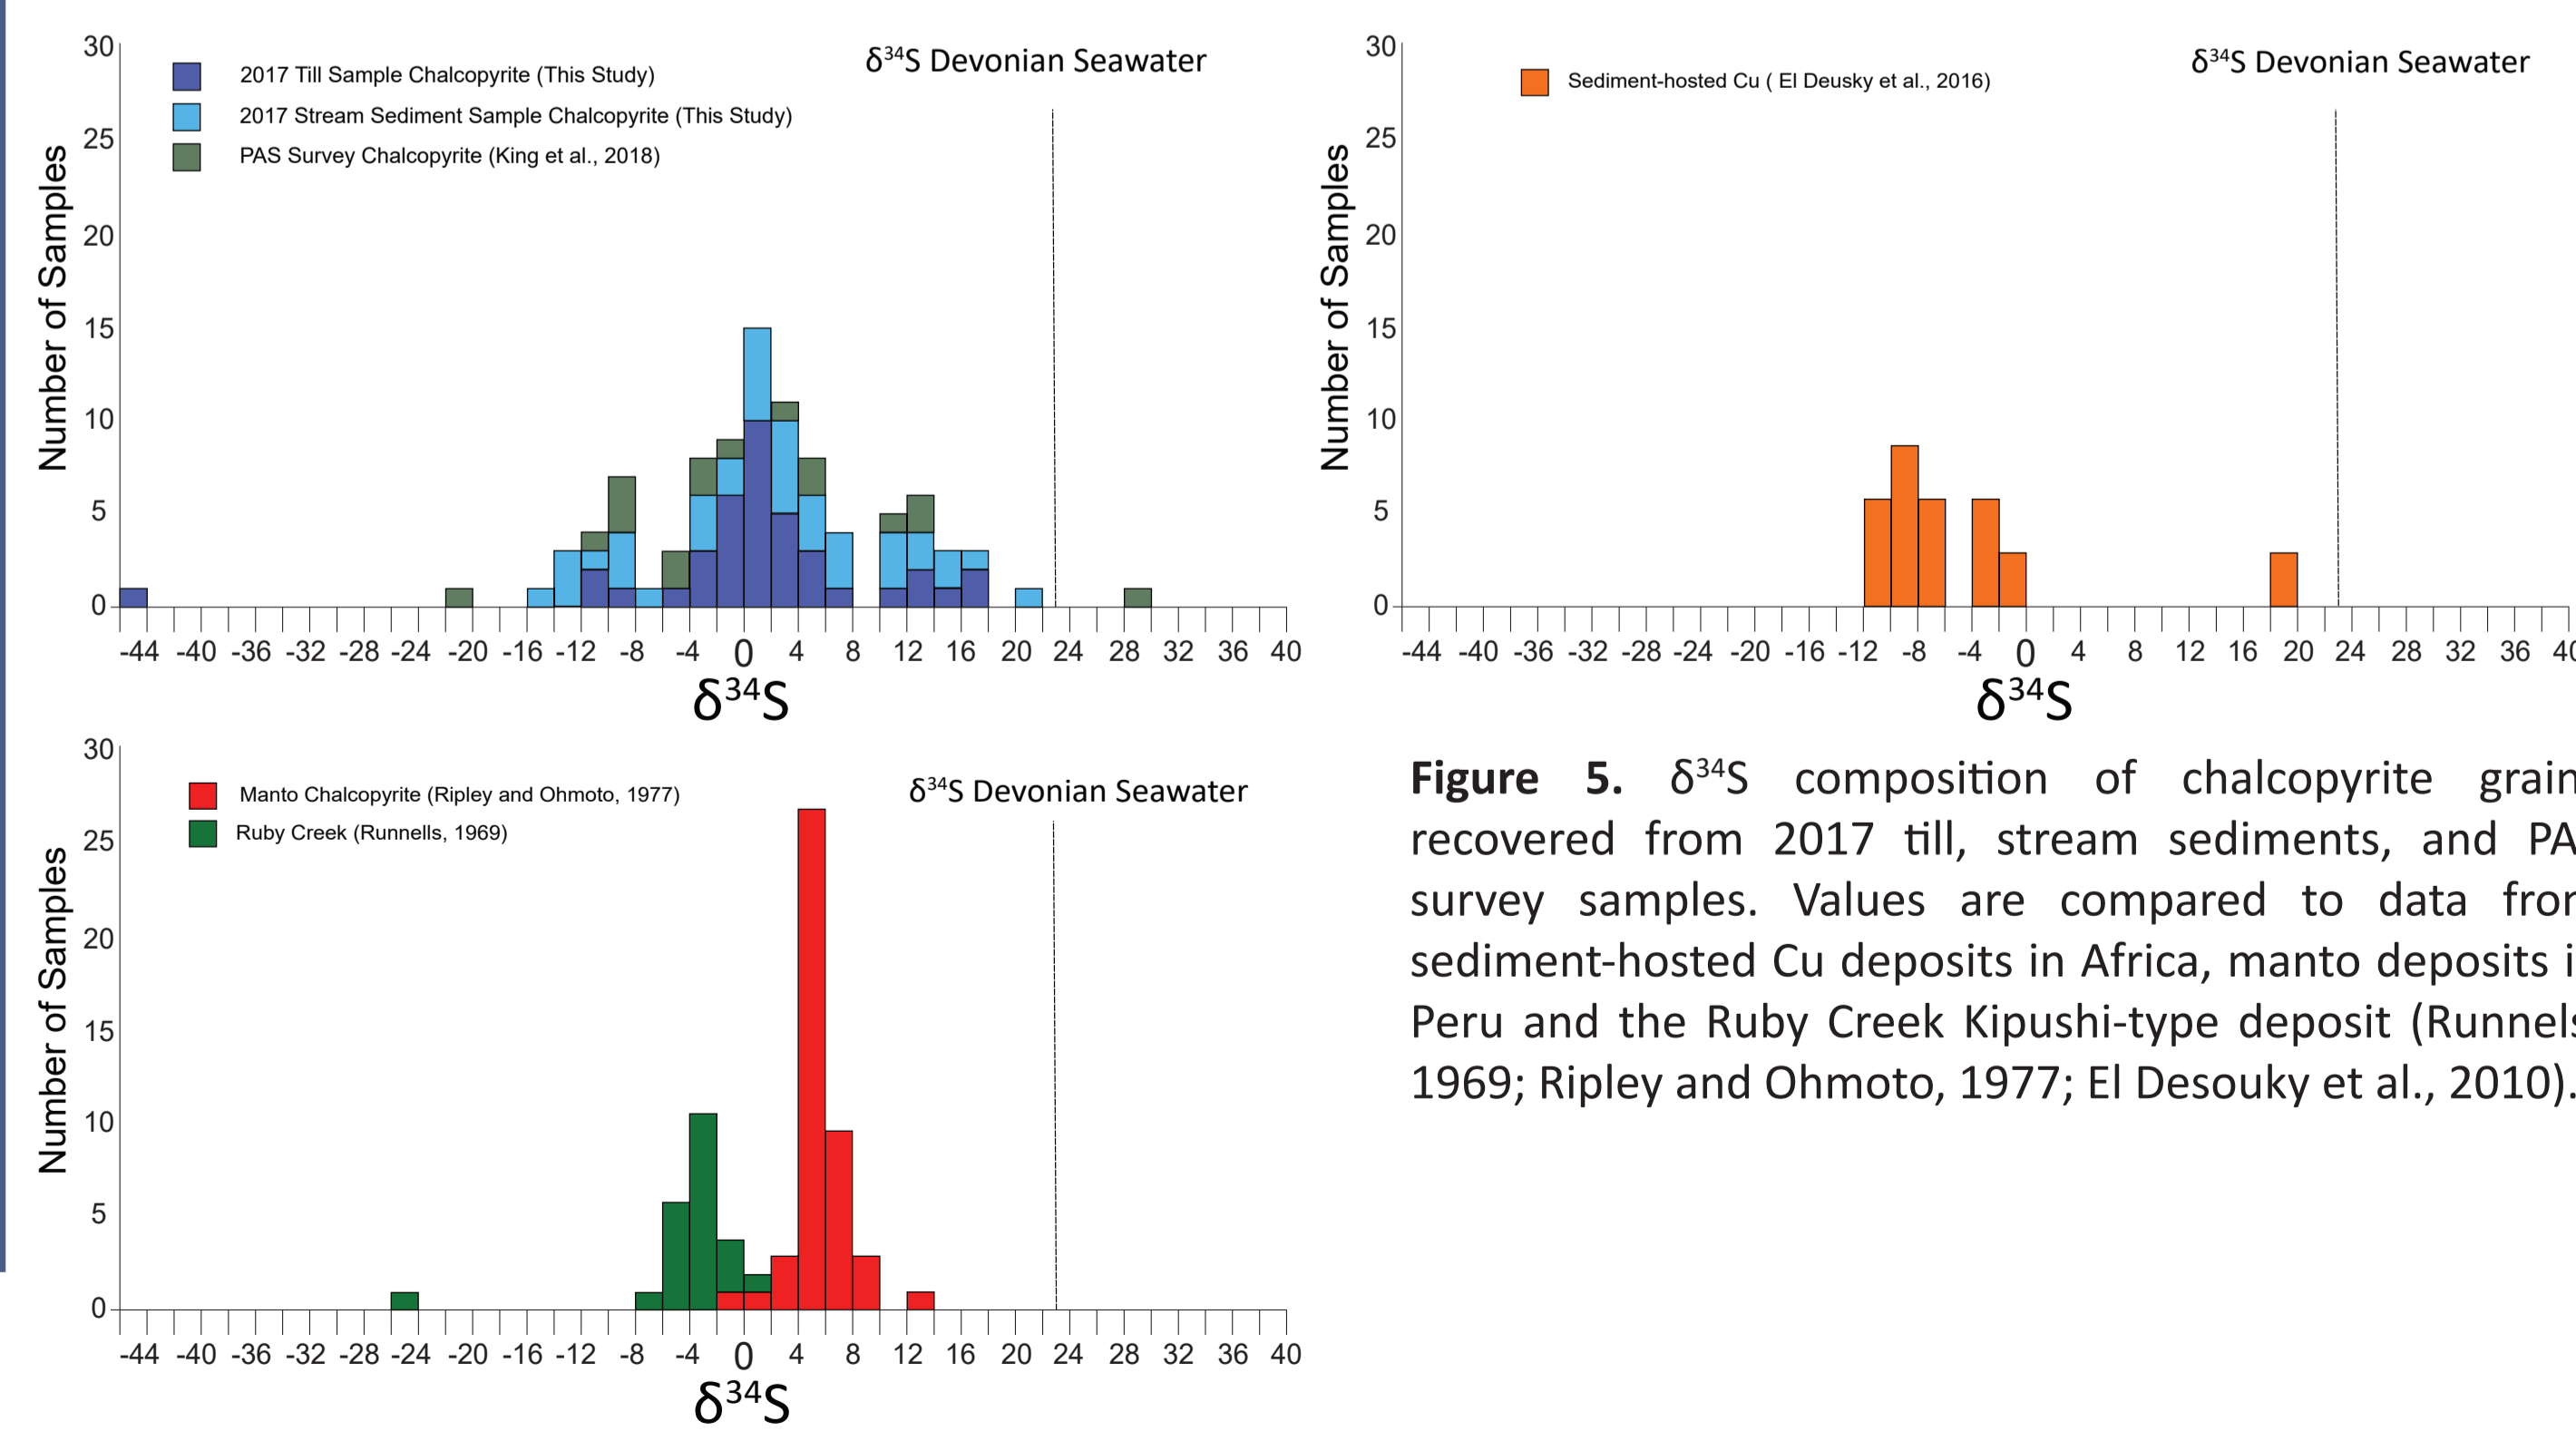 30
25
20
15
10
5
0
Number of Samples
2017 Till Sample Chalcopyrite (This Study)
2017 Stream Sediment Sample Chalcopyrite (This Study)
PAS Survey Chalcopyrite (King et al., 2018)
δ³⁴S Devonian Seawater
-44 -40 -36 -32 -28 -24 -20 -16 -12 -8 -4 0 4 8 12 16 20 24 28 32 36 40
δ³⁴S
30
25
20
15
10
5
0
Number of Samples
Sediment-hosted Cu ( El Deusky et al., 2016)
δ³⁴S Devonian Seawater
-44 -40 -36 -32 -28 -24 -20 -16 -12 -8 -4 0 4 8 12 16 20 24 28 32 36
δ³⁴S
30
25
20
15
10
5
0
Number of Samples
Manto Chalcopyrite (Ripley and Ohmoto, 1977)
Ruby Creek (Runnells, 1969)
δ³⁴S Devonian Seawater
-44 -40 -36 -32 -28 -24 -20 -16 -12 -8 -4 0 4 8 12 16 20 24 28 32 36 40
δ³⁴S
Figure 5. δ³⁴S composition of chalcopyrite grain
recovered from 2017 till, stream sediments, and PA
survey samples. Values are compared to data
sediment-hosted Cu deposits in Africa, manto deposits
Peru and the Ruby Creek Kipushi-type deposit (Runnels
1969; Ripley and Ohmoto, 1977; El Desouky et al., 2010).